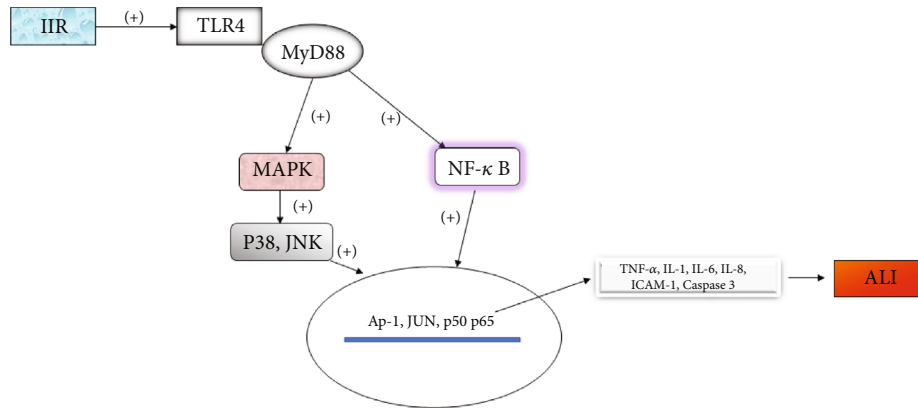 IIR
(+)
TLR4
MyD88
(+)
(+)
MAPK
NF-κ B
(+)
(+)
P38, JNK
(+)
TNF-α, IL-1, IL-6, IL-8,
ICAM-1, Caspase 3
ALI
Ap-1, JUN, p50 p65